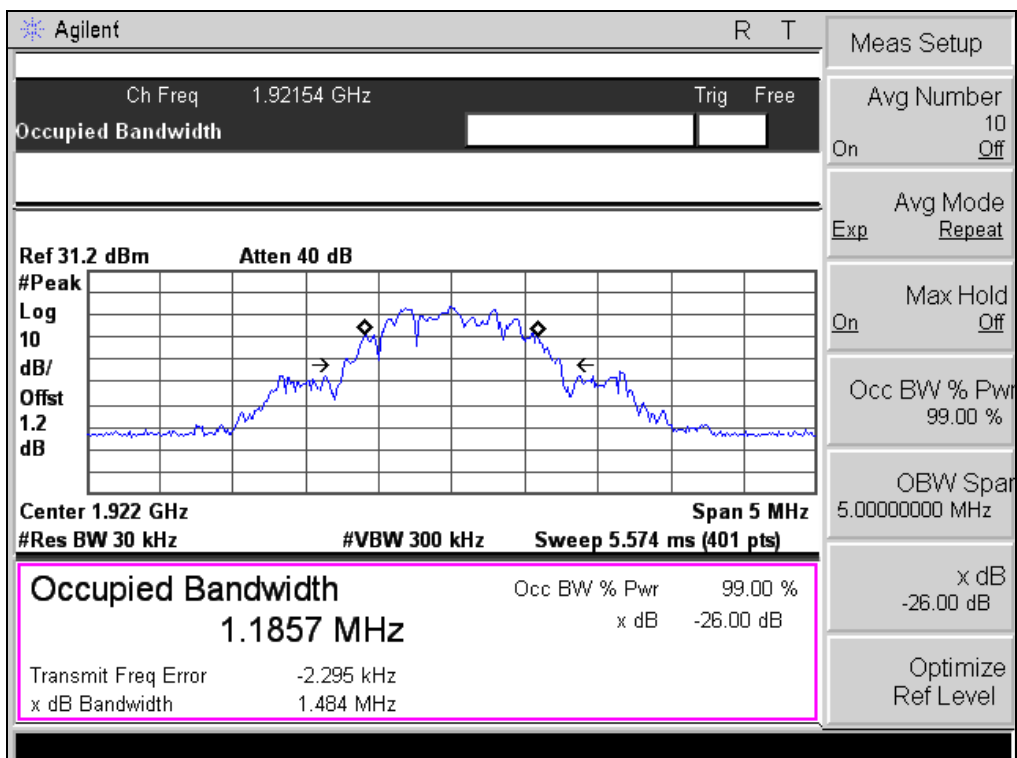 Agilent R T
Ch Freq 1.92154 GHz Trig Free
Occupied Bandwidth
Ref 31.2 dBm Atten 40 dB
#Peak
Log
10
dB/
Offst
1.2
dB
Center 1.922 GHz Span 5 MHz
#Res BW 30 kHz #VBW 300 kHz Sweep 5.574 ms (401 pts)
Occupied Bandwidth
1.1857 MHz
Occ BW % Pwr 99.00 %
x dB -26.00 dB
Transmit Freq Error -2.295 kHz
x dB Bandwidth 1.484 MHz
Meas Setup
Avg Number
10
On Off
Avg Mode
Exp Repeat
Max Hold
On Off
Occ BW % Pwr
99.00 %
OBW Span
5.00000000 MHz
x dB
-26.00 dB
Optimize
Ref Level